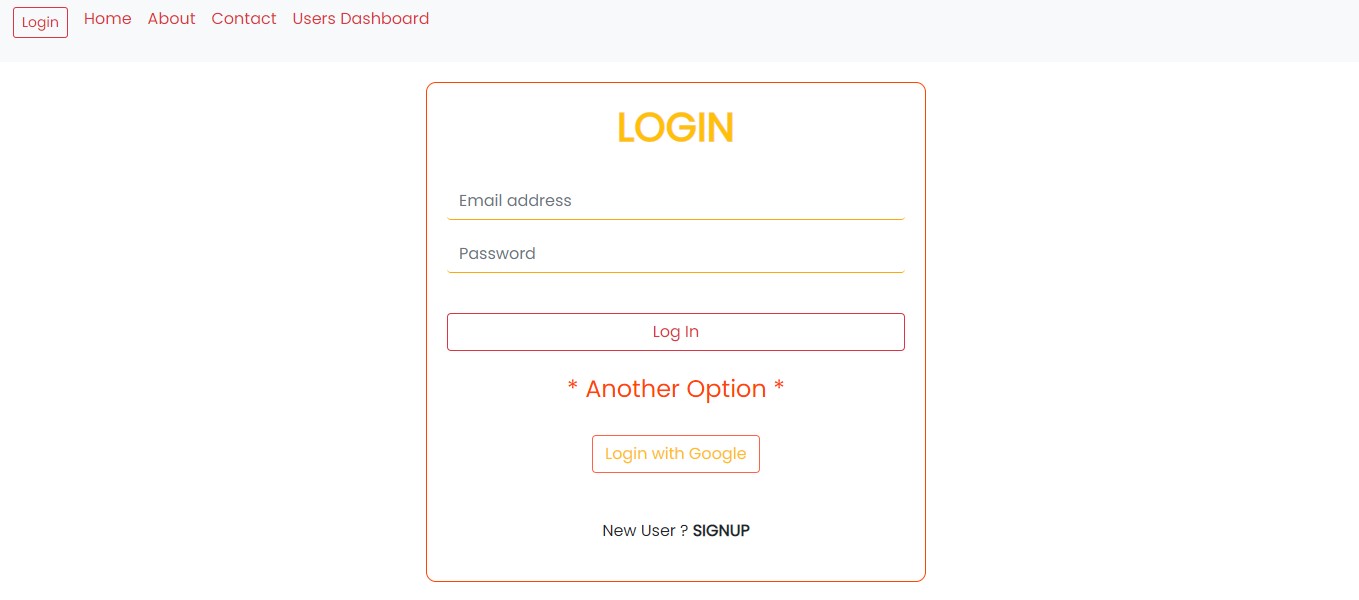 Login Home About Contact Users Dashboard
LOGIN
Email address
Password
Log In
* Another Option *
Login with Google
New User ? SIGNUP